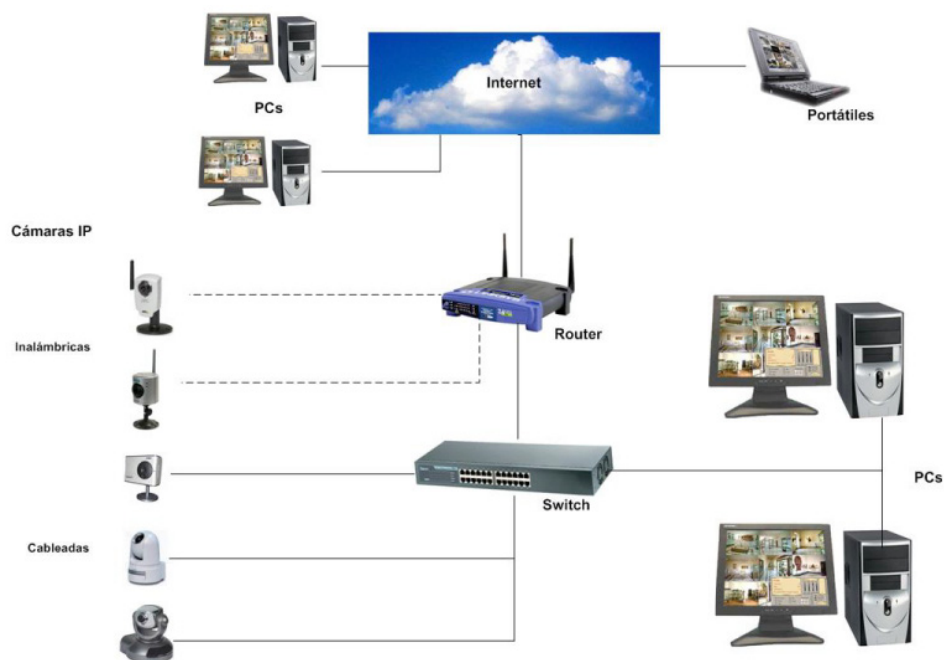 Internet
PCs
Portátiles
Cámaras IP
Router
Inalámbricas
PCs
Switch
Cableadas